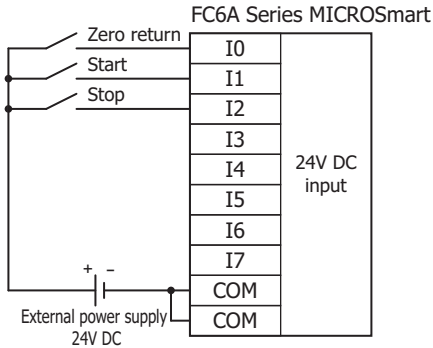 FC6A Series MICROSmart
Zero return
I0
Start
I1
Stop
I2
I3
I4
24V DC
input
I5
I6
I7
+ –
COM
External power supply
COM
24V DC